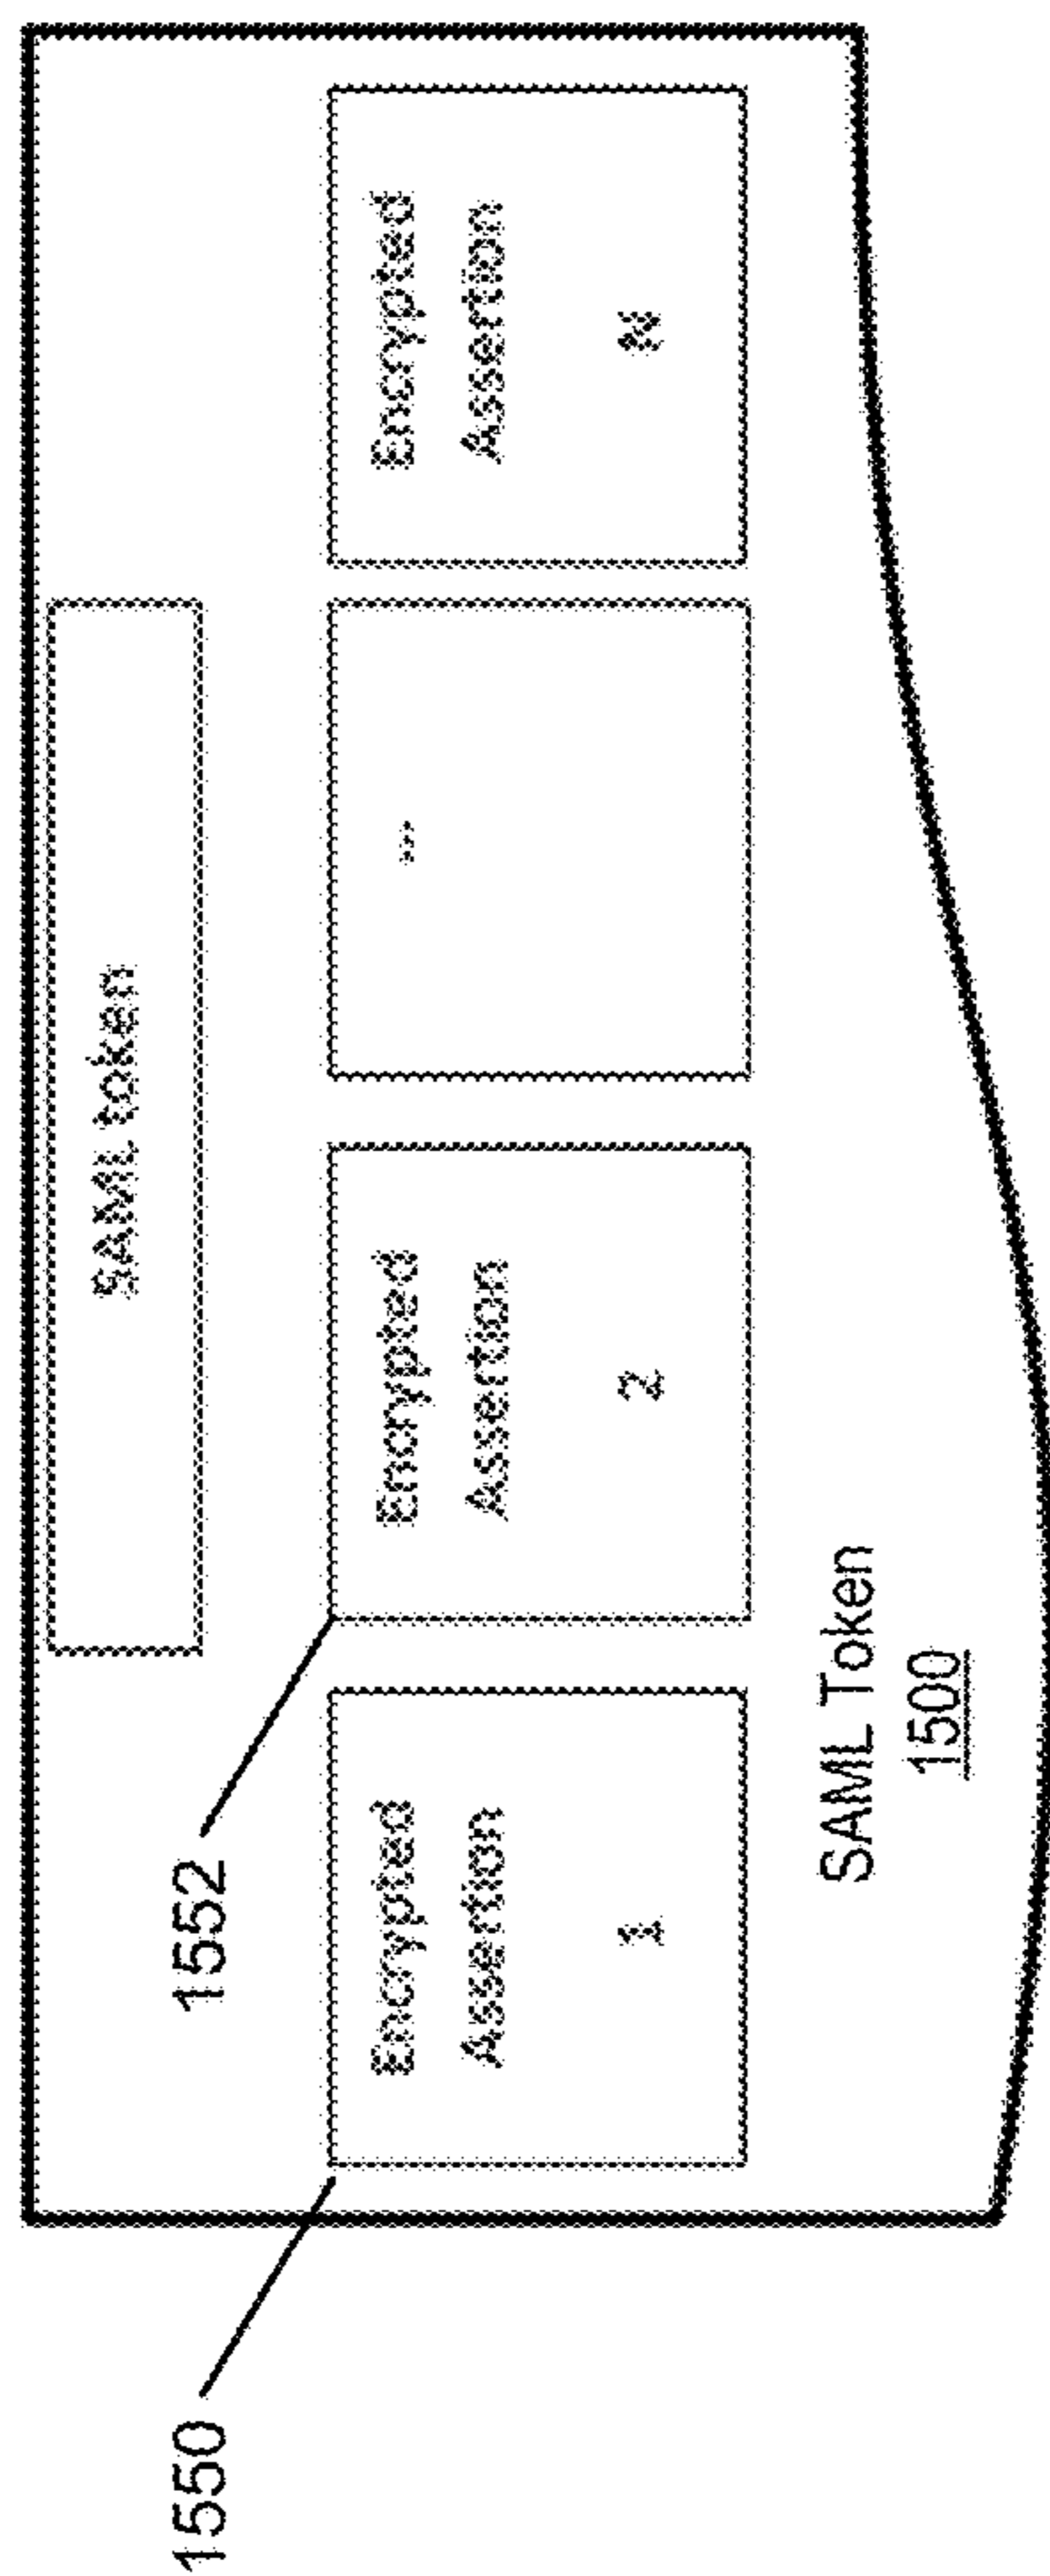 SAML token
1550
1552
Encrypted
Assertion
1
Encrypted
Assertion
2
...
Encrypted
Assertion
N
SAML Token
1500